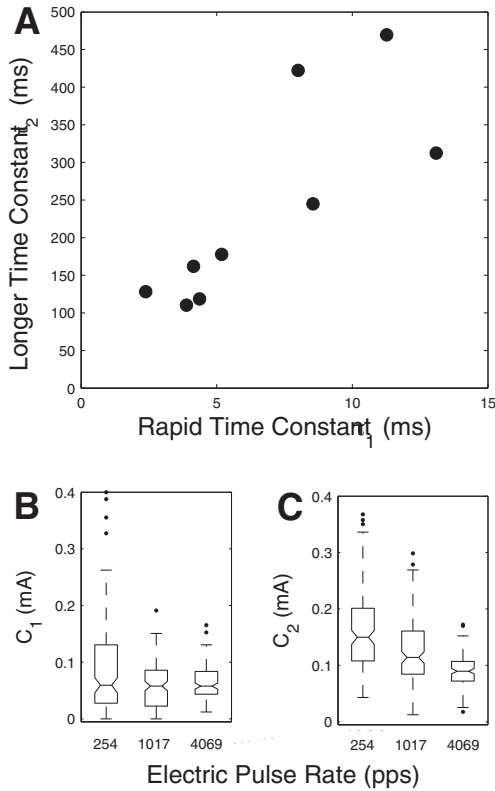 A
500
450
400
350
300
250
200
150
100
50
0
Longer Time Constant τ2 (ms)
0 5 10 15
Rapid Time Constant τ1 (ms)
B
0.4
0.3
0.2
0.1
0
C1 (mA)
254 1017 4069
C
0.4
0.3
0.2
0.1
0
C2 (mA)
254 1017 4069
Electric Pulse Rate (pps)